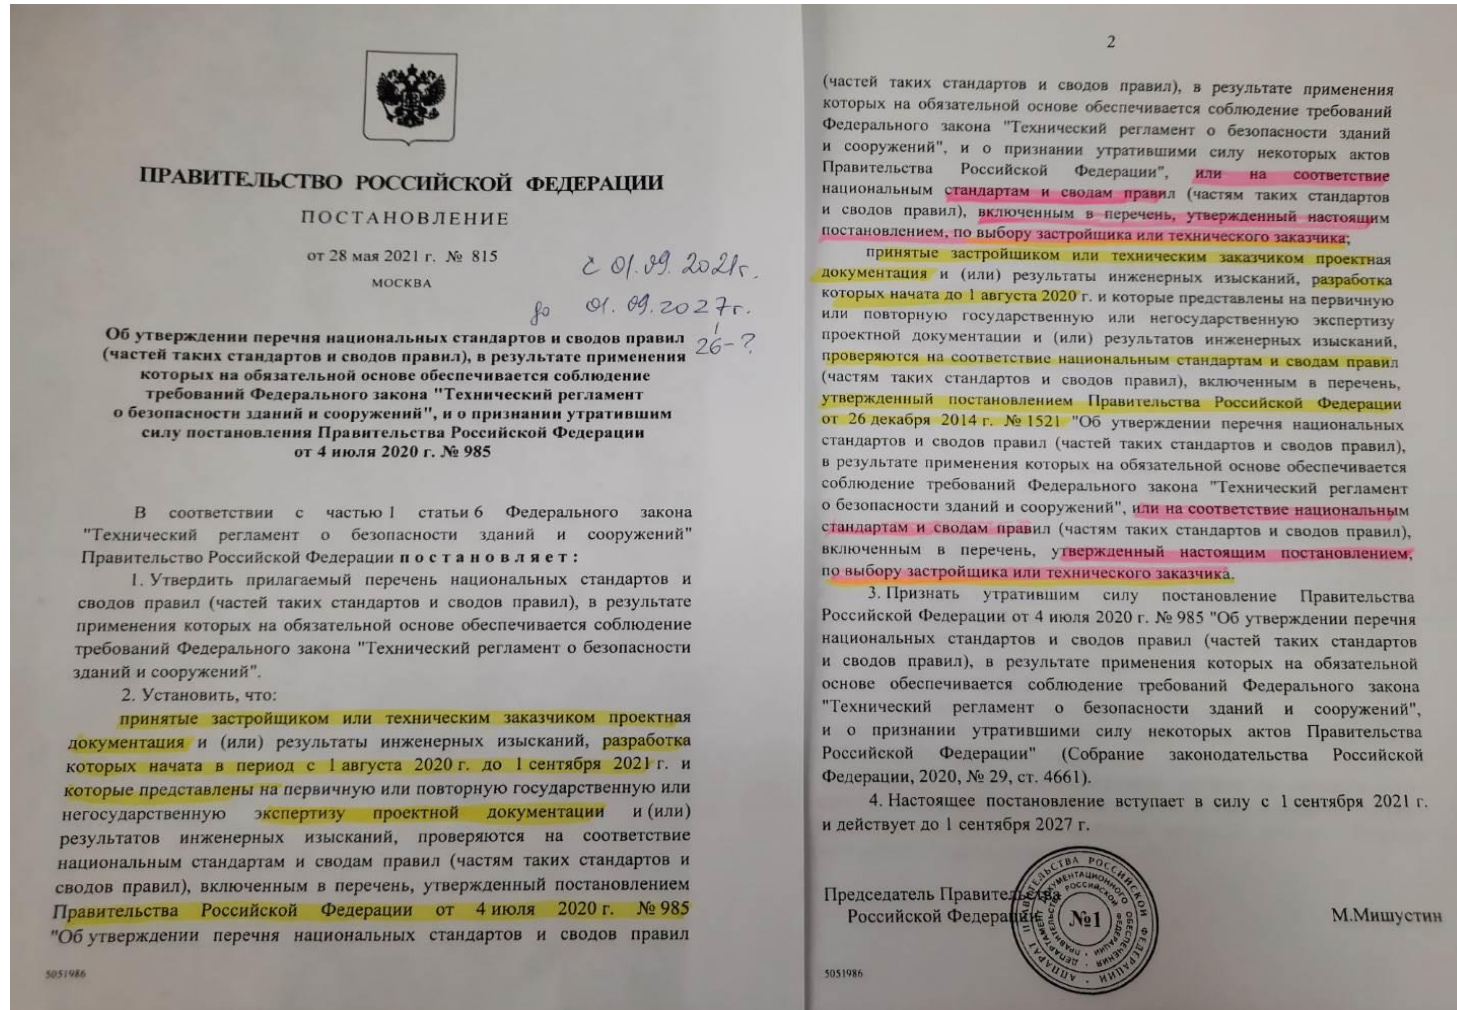 ПРАВИТЕЛЬСТВО РОССИЙСКОЙ ФЕДЕРАЦИИ
ПОСТАНОВЛЕНИЕ
от 28 мая 2021 г. № 815
МОСКВА
с 01.09.2021г.
до 01.09.2027г.
26-?
Об утверждении перечня национальных стандартов и сводов правил
(частей таких стандартов и сводов правил), в результате применения
которых на обязательной основе обеспечивается соблюдение
требований Федерального закона "Технический регламент
о безопасности зданий и сооружений", и о признании утратившим
силу постановления Правительства Российской Федерации
от 4 июля 2020 г. № 985
В соответствии с частью 1 статьи 6 Федерального закона
"Технический регламент о безопасности зданий и сооружений"
Правительство Российской Федерации постановляет:
1. Утвердить прилагаемый перечень национальных стандартов и
сводов правил (частей таких стандартов и сводов правил), в результате
применения которых на обязательной основе обеспечивается соблюдение
требований Федерального закона "Технический регламент о безопасности
зданий и сооружений".
2. Установить, что:
принятые застройщиком или техническим заказчиком проектная
документация и (или) результаты инженерных изысканий, разработка
которых начата в период с 1 августа 2020 г. до 1 сентября 2021 г. и
которые представлены на первичную или повторную государственную или
негосударственную экспертизу проектной документации и (или)
результатов инженерных изысканий, проверяются на соответствие
национальным стандартам и сводам правил (частям таких стандартов и
сводов правил), включенным в перечень, утвержденный постановлением
Правительства Российской Федерации от 4 июля 2020 г. № 985
"Об утверждении перечня национальных стандартов и сводов правил
5051986
2
(частей таких стандартов и сводов правил), в результате применения
которых на обязательной основе обеспечивается соблюдение требований
Федерального закона "Технический регламент о безопасности зданий
и сооружений", и о признании утратившими силу некоторых актов
Правительства Российской Федерации", или на соответствие
национальным стандартам и сводам правил (частям таких стандартов
и сводов правил), включенным в перечень, утвержденный настоящим
постановлением, по выбору застройщика или технического заказчика;
принятые застройщиком или техническим заказчиком проектная
документация и (или) результаты инженерных изысканий, разработка
которых начата до 1 августа 2020 г. и которые представлены на первичную
или повторную государственную или негосударственную экспертизу
проектной документации и (или) результатов инженерных изысканий,
проверяются на соответствие национальным стандартам и сводам правил
(частям таких стандартов и сводов правил), включенным в перечень,
утвержденный постановлением Правительства Российской Федерации
от 26 декабря 2014 г. № 1521 "Об утверждении перечня национальных
стандартов и сводов правил (частей таких стандартов и сводов правил),
в результате применения которых на обязательной основе обеспечивается
соблюдение требований Федерального закона "Технический регламент
о безопасности зданий и сооружений", или на соответствие национальным
стандартам и сводам правил (частям таких стандартов и сводов правил),
включенным в перечень, утвержденный настоящим постановлением,
по выбору застройщика или технического заказчика.
3. Признать утратившим силу постановление Правительства
Российской Федерации от 4 июля 2020 г. № 985 "Об утверждении перечня
национальных стандартов и сводов правил (частей таких стандартов
и сводов правил), в результате применения которых на обязательной
основе обеспечивается соблюдение требований Федерального закона
"Технический регламент о безопасности зданий и сооружений",
и о признании утратившими силу некоторых актов Правительства
Российской Федерации" (Собрание законодательства Российской
Федерации, 2020, № 29, ст. 4661).
4. Настоящее постановление вступает в силу с 1 сентября 2021 г.
и действует до 1 сентября 2027 г.
Председатель Правительства
Российской Федерации
М.Мишустин
АППАРАТ ПРАВИТЕЛЬСТВА РОССИЙСКОЙ ФЕДЕРАЦИИ
ДЕПАРТАМЕНТ ДОКУМЕНТАЦИОННОГО ОБЕСПЕЧЕНИЯ
№1
5051986